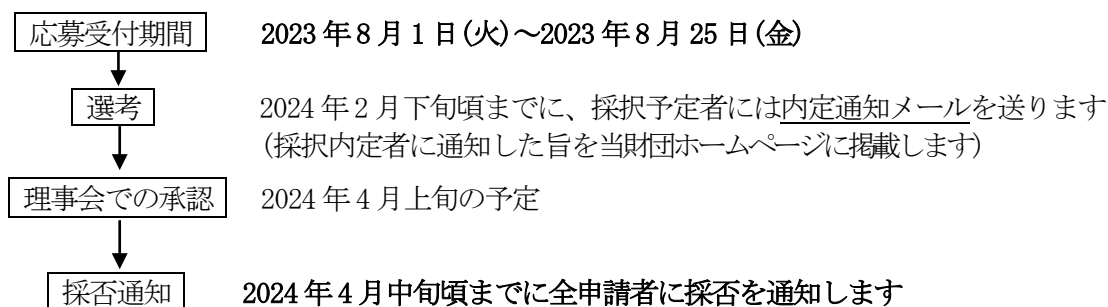 応募受付期間 2023年8月1日(火)～2023年8月25日(金)
選考 2024年2月下旬頃までに、採択予定者には内定通知メールを送ります
(採択内定者に通知した旨を当財団ホームページに掲載します)
理事会での承認 2024年4月上旬の予定
採否通知 2024年4月中旬頃までに全申請者に採否を通知します